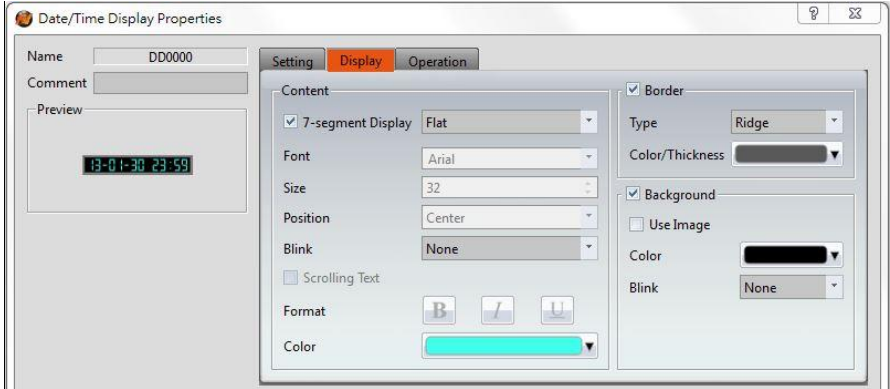 Date/Time Display Properties
Name DD0000
Comment
Preview
13-01-30 23:59
Setting Display Operation
Content
7-segment Display Flat
Font Arial
Size 32
Position Center
Blink None
Scrolling Text
Format B I U
Color
Border
Type Ridge
Color/Thickness
Background
Use Image
Color
Blink None